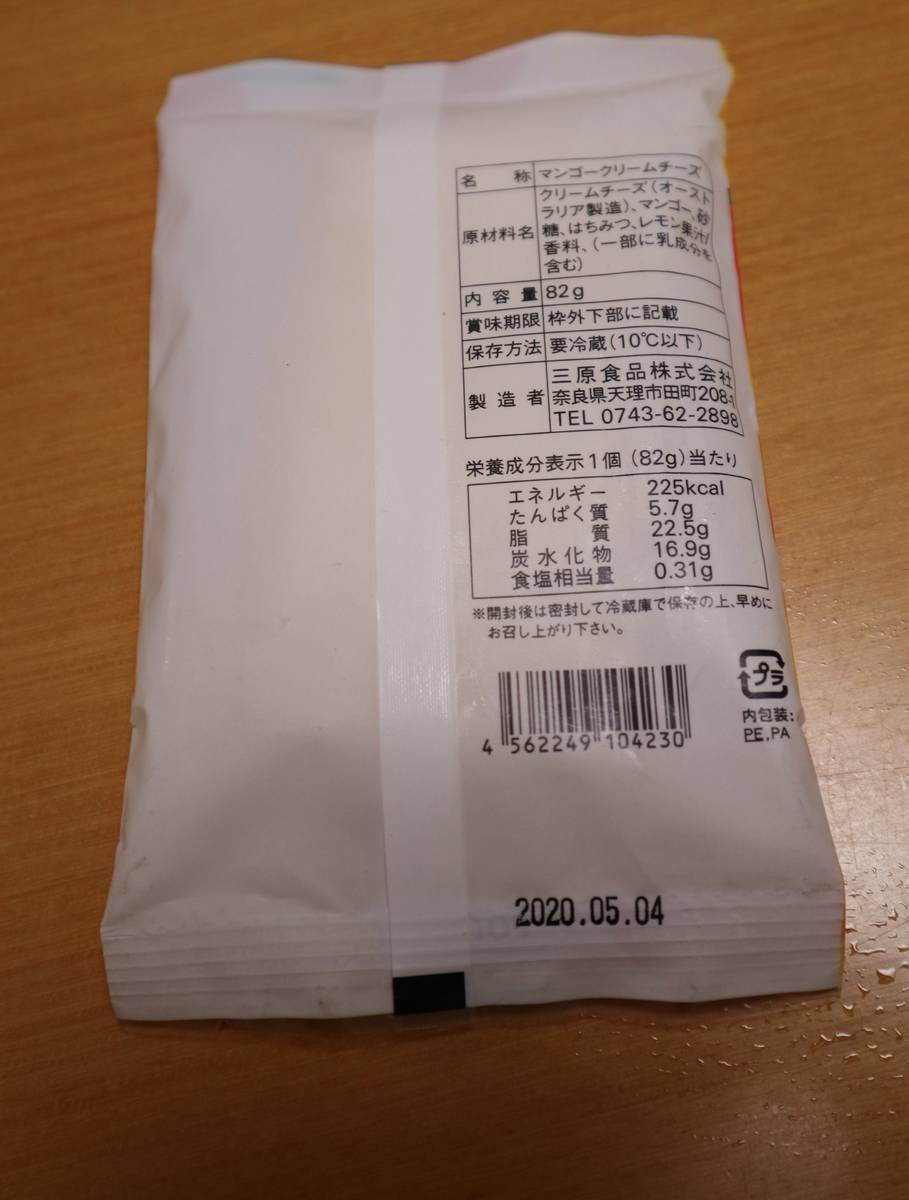 名 称 マンゴークリームチーズ
原材料名 クリームチーズ(オースト
ラリア製造)、マンゴー、砂
糖、はちみつ、レモン果汁/
香料、(一部に乳成分を
含む)
内容量 82g
賞味期限 枠外下部に記載
保存方法 要冷蔵(10℃以下)
製造者 三原食品株式会社
奈良県天理市田町208-1
TEL 0743-62-2898
栄養成分表示1個(82g)当たり
エネルギー 225kcal
たんぱく質 5.7g
脂質 22.5g
炭水化物 16.9g
食塩相当量 0.31g
※開封後は密封して冷蔵庫で保存の上、早めに
お召し上がり下さい。
プラ
内包装:
PE,PA
4 562249 104230
2020.05.04